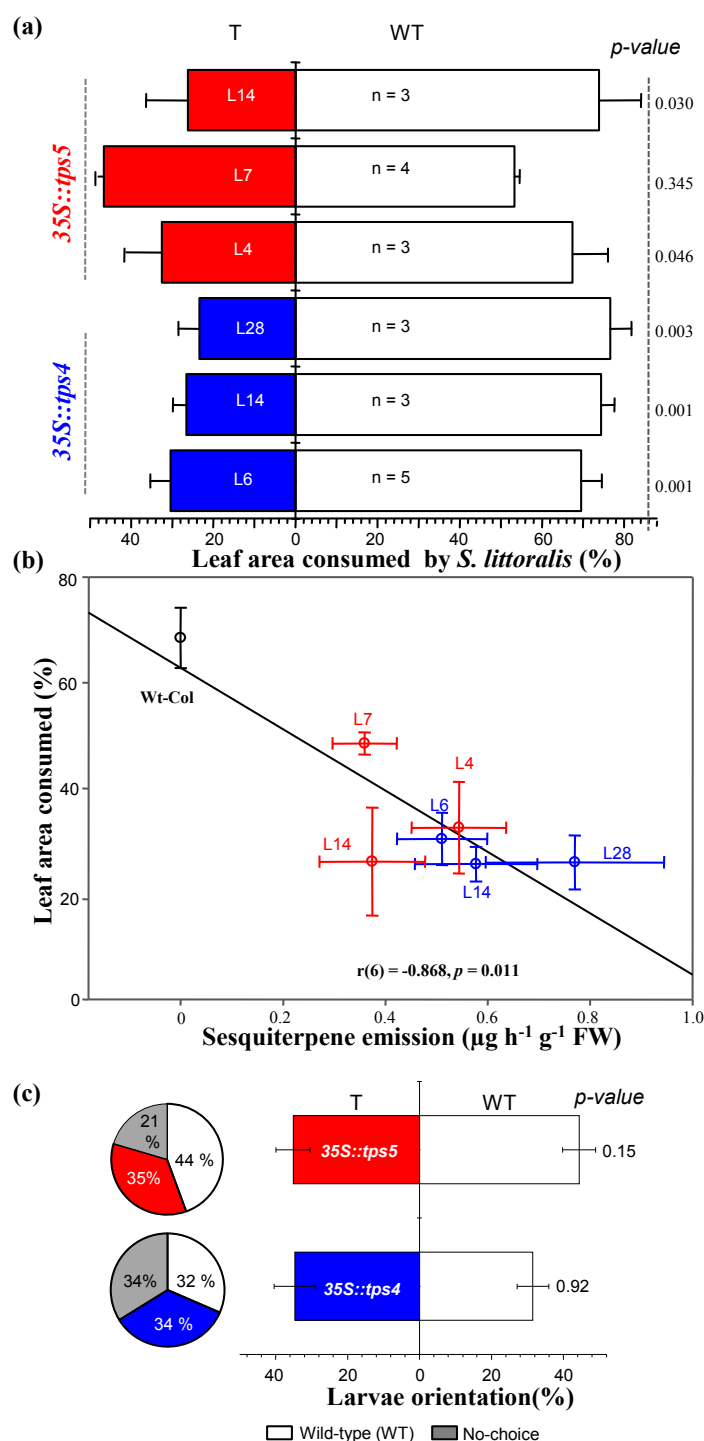 (a)
T WT p-value
35S::tps5
L14 n = 3 0.030
L7 n = 4 0.345
L4 n = 3 0.046
35S::tps4
L28 n = 3 0.003
L14 n = 3 0.001
L6 n = 5 0.001
40 20 0 20 40 60 80
Leaf area consumed by S. littoralis (%)
(b)
Leaf area consumed (%)
80
60
40
20
0
Wt-Col
L7
L4
L6
L14
L28
L14
r(6) = -0.868, p = 0.011
0 0.2 0.4 0.6 0.8 1.0
Sesquiterpene emission (µg h⁻¹ g⁻¹ FW)
(c)
T WT p-value
21 %
44 %
35%
35S::tps5 0.15
34%
32 %
34 %
35S::tps4 0.92
40 20 0 20 40
Larvae orientation(%)
Wild-type (WT) No-choice